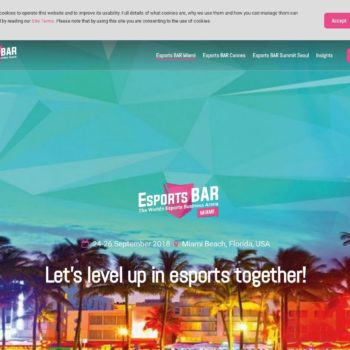 cookies to operate this website and to improve its usability. Full details of what cookies are, why we use them and how you can manage them
d by reading our Site Terms. Please note that by using this site you are consenting to the use of cookies.
Accept
BAR
Esports BAR Miami
Esports BAR Cannes
Esports BAR Summit Seoul
Insights
ESPORTS BAR
The World's Esports Business Arena
MIAMI
24-26 September 2018
Miami Beach, Florida, USA
Let's level up in esports together!